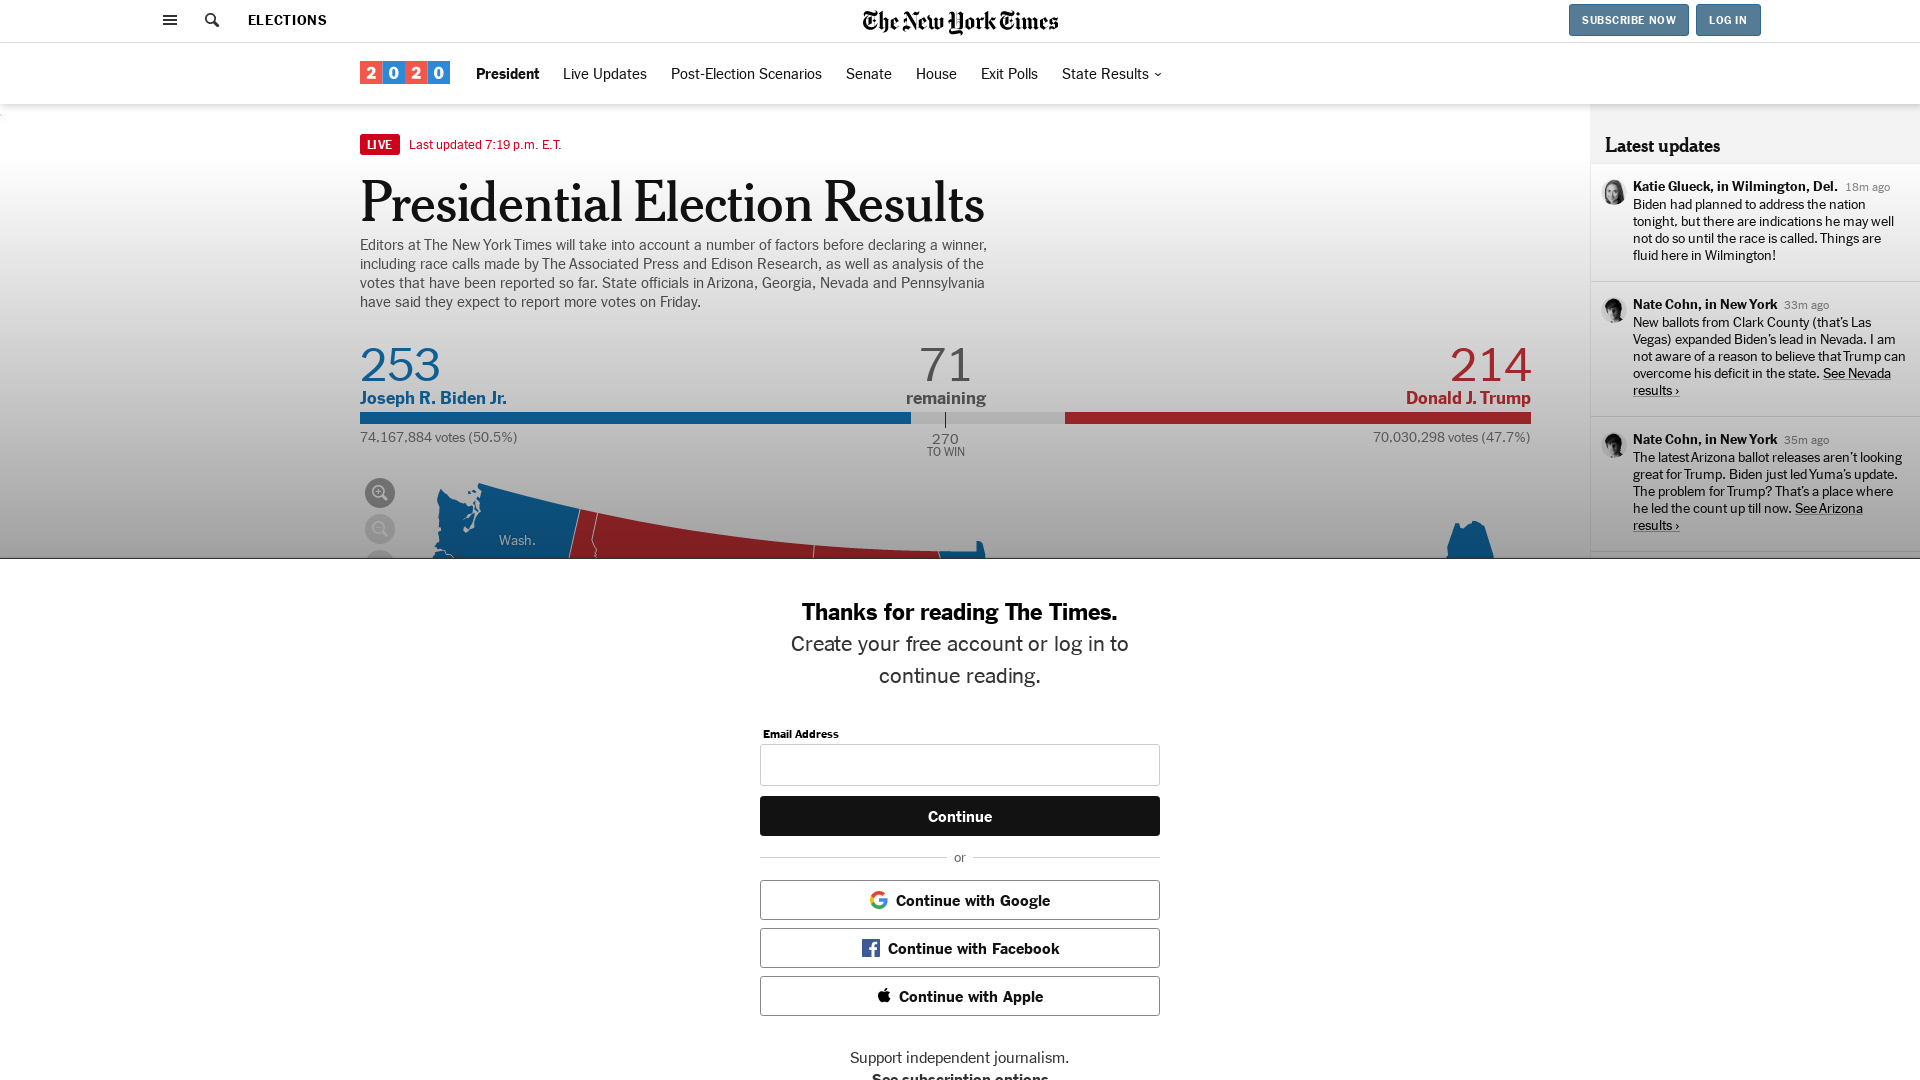 ELECTIONS
The New York Times
SUBSCRIBE NOW
LOG IN
2020
President
Live Updates
Post-Election Scenarios
Senate
House
Exit Polls
State Results
LIVE
Last updated 7:19 p.m. E.T.
Presidential Election Results
Editors at The New York Times will take into account a number of factors before declaring a winner,
including race calls made by The Associated Press and Edison Research, as well as analysis of the
votes that have been reported so far. State officials in Arizona, Georgia, Nevada and Pennsylvania
have said they expect to report more votes on Friday.
253
Joseph R. Biden Jr.
74,167,884 votes (50.5%)
71
remaining
270
TO WIN
214
Donald J. Trump
70,030,298 votes (47.7%)
Wash.
Latest updates
Katie Glueck, in Wilmington, Del. 18m ago
Biden had planned to address the nation
tonight, but there are indications he may well
not do so until the race is called. Things are
fluid here in Wilmington!
Nate Cohn, in New York 33m ago
New ballots from Clark County (that's Las
Vegas) expanded Biden's lead in Nevada. I am
not aware of a reason to believe that Trump can
overcome his deficit in the state. See Nevada
results ›
Nate Cohn, in New York 35m ago
The latest Arizona ballot releases aren't looking
great for Trump. Biden just led Yuma's update.
The problem for Trump? That's a place where
he led the count up till now. See Arizona
results ›
Thanks for reading The Times.
Create your free account or log in to
continue reading.
Email Address
Continue
or
Continue with Google
Continue with Facebook
Continue with Apple
Support independent journalism.
See subscription options